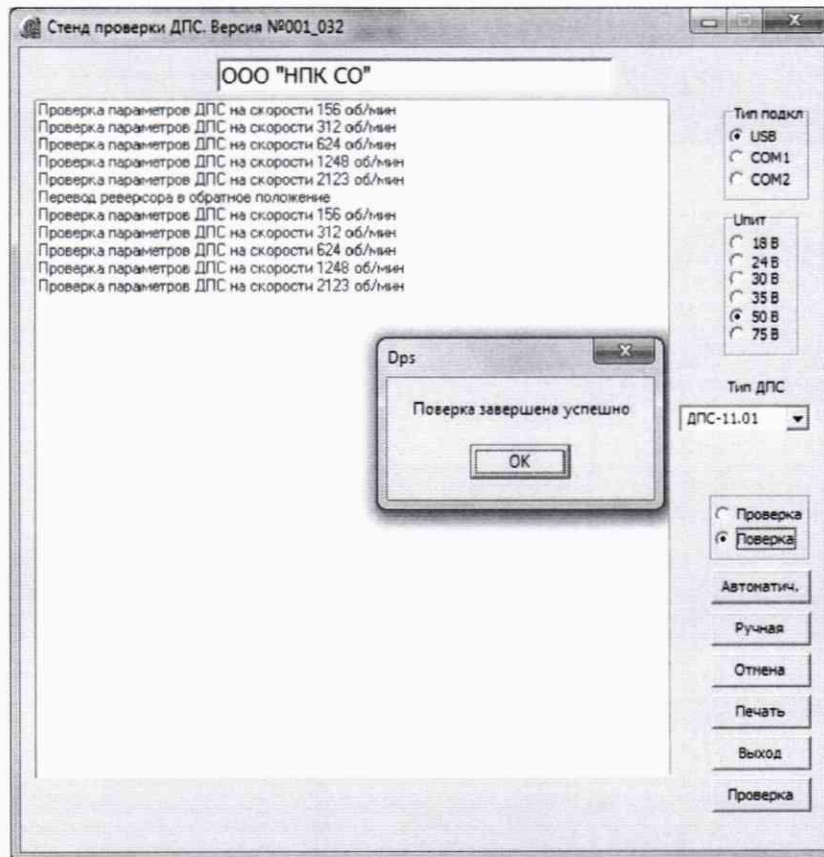 Стенд проверки ДПС. Версия №001_032
ООО "НПК СО"
Проверка параметров ДПС на скорости 156 об/мин
Проверка параметров ДПС на скорости 312 об/мин
Проверка параметров ДПС на скорости 624 об/мин
Проверка параметров ДПС на скорости 1248 об/мин
Проверка параметров ДПС на скорости 2123 об/мин
Перевод реверсора в обратное положение
Проверка параметров ДПС на скорости 156 об/мин
Проверка параметров ДПС на скорости 312 об/мин
Проверка параметров ДПС на скорости 624 об/мин
Проверка параметров ДПС на скорости 1248 об/мин
Проверка параметров ДПС на скорости 2123 об/мин
Dps
Поверка завершена успешно
OK
Тип подкл
USB
COM1
COM2
Uпит
18 В
24 В
30 В
35 В
50 В
75 В
Тип ДПС
ДПС-11.01
Проверка
Поверка
Автоматич.
Ручная
Отмена
Печать
Выход
Проверка